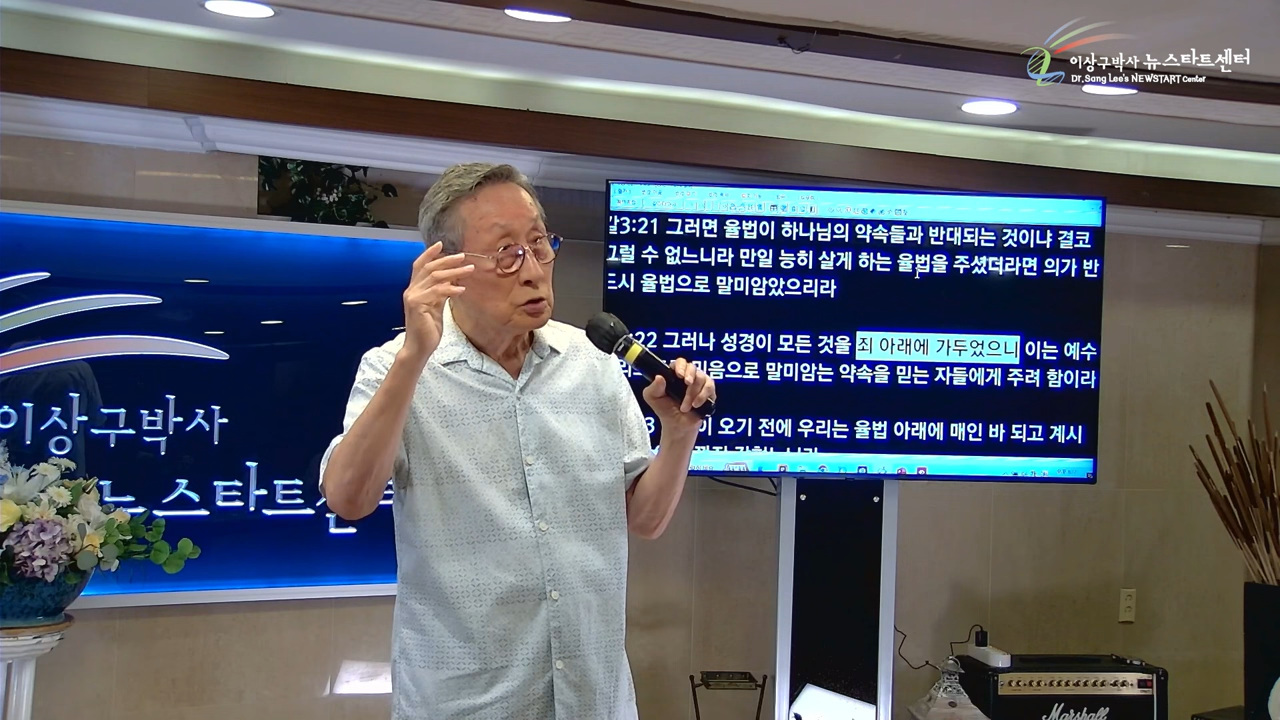 이상구박사 뉴스타트센터
Dr. Sang Lee's NEWSTART Center
갈3:21 그러면 율법이 하나님의 약속들과 반대되는 것이냐 결코
그럴 수 없느니라 만일 능히 살게 하는 율법을 주셨더라면 의가 반
드시 율법으로 말미암았으리라
22 그러나 성경이 모든 것을 죄 아래에 가두었으니 이는 예수
믿음으로 말미암는 약속을 믿는 자들에게 주려 함이라
3 이 오기 전에 우리는 율법 아래에 매인 바 되고 계시
이상구박사
뉴스타트센
Marshall